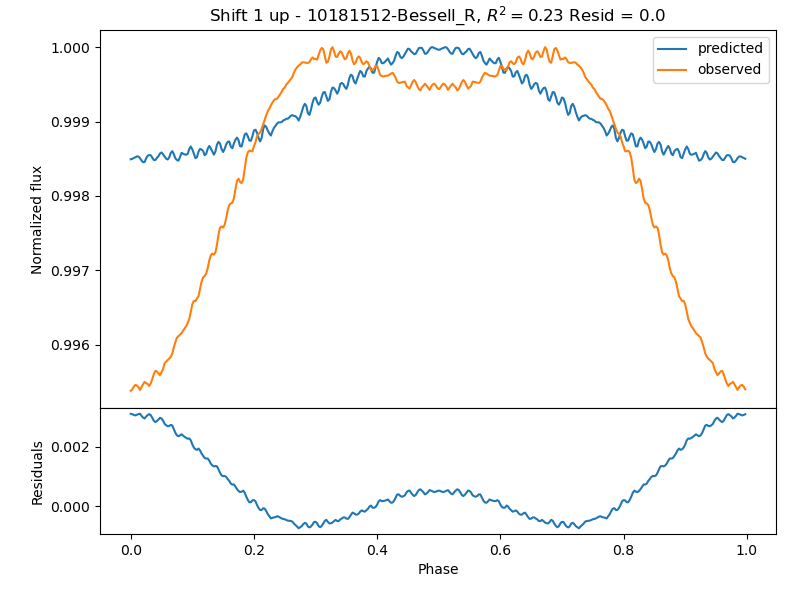 Shift 1 up - 10181512-Bessell_R, R² = 0.23 Resid = 0.0
predicted
observed
Normalized flux
1.000
0.999
0.998
0.997
0.996
Residuals
0.002
0.000
0.0 0.2 0.4 0.6 0.8 1.0
Phase